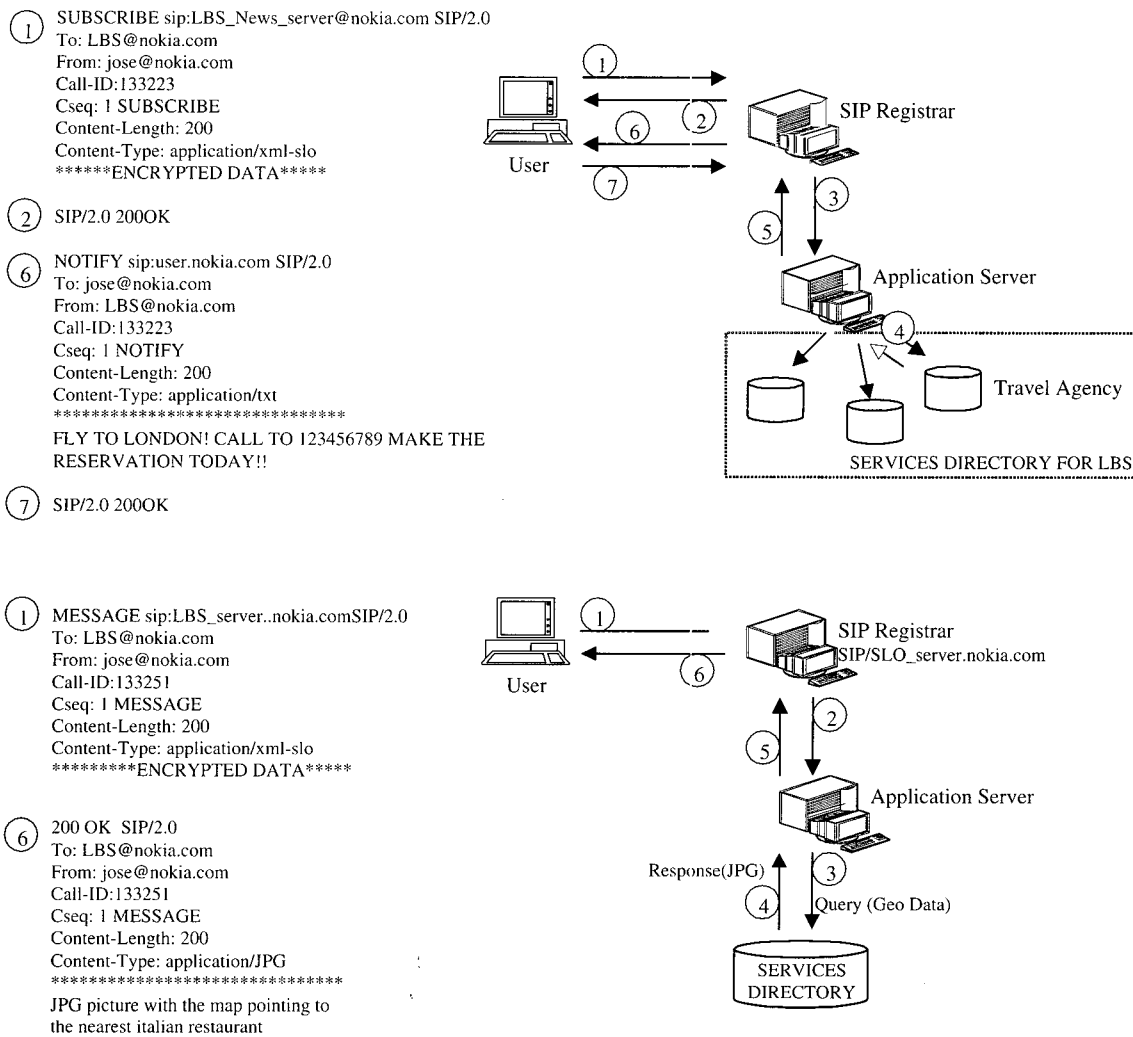 1 SUBSCRIBE sip:LBS_News_server@nokia.com SIP/2.0
To: LBS@nokia.com
From: jose@nokia.com
Call-ID:133223
Cseq: 1 SUBSCRIBE
Content-Length: 200
Content-Type: application/xml-slo
******ENCRYPTED DATA*****
2 SIP/2.0 200OK
6 NOTIFY sip:user.nokia.com SIP/2.0
To: jose@nokia.com
From: LBS@nokia.com
Call-ID:133223
Cseq: 1 NOTIFY
Content-Length: 200
Content-Type: application/txt
*******************************
FLY TO LONDON! CALL TO 123456789 MAKE THE
RESERVATION TODAY!!
7 SIP/2.0 200OK
1
2
6
7
User
SIP Registrar
3
5
Application Server
4
Travel Agency
SERVICES DIRECTORY FOR LBS
1 MESSAGE sip:LBS_server..nokia.comSIP/2.0
To: LBS@nokia.com
From: jose@nokia.com
Call-ID:133251
Cseq: 1 MESSAGE
Content-Length: 200
Content-Type: application/xml-slo
*********ENCRYPTED DATA*****
6 200 OK SIP/2.0
To: LBS@nokia.com
From: jose@nokia.com
Call-ID:133251
Cseq: 1 MESSAGE
Content-Length: 200
Content-Type: application/JPG
*******************************
JPG picture with the map pointing to
the nearest italian restaurant
1
6
User
SIP Registrar
SIP/SLO_server.nokia.com
2
5
Application Server
Response(JPG)
3
4
Query (Geo Data)
SERVICES
DIRECTORY